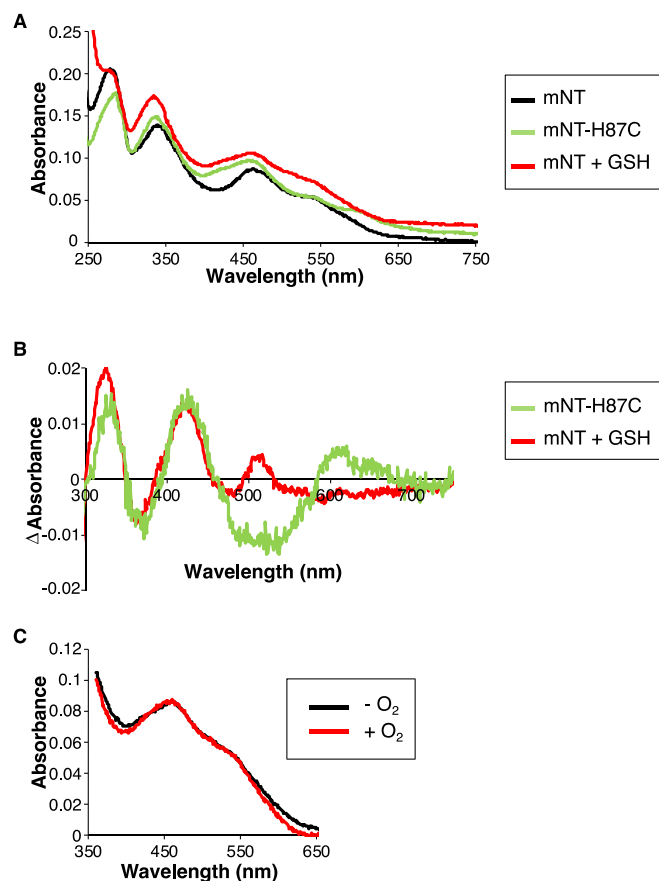 A
0.25
0.20
0.15
0.10
0.05
0
Absorbance
250 350 450 550 650 750
Wavelength (nm)
mNT
mNT-H87C
mNT + GSH
B
0.02
0.01
0
-0.01
-0.02
Δ Absorbance
300 400 500 600 700
Wavelength (nm)
mNT-H87C
mNT + GSH
C
0.12
0.1
0.08
0.06
0.04
0.02
0
Absorbance
350 450 550 650
Wavelength (nm)
- O₂
+ O₂